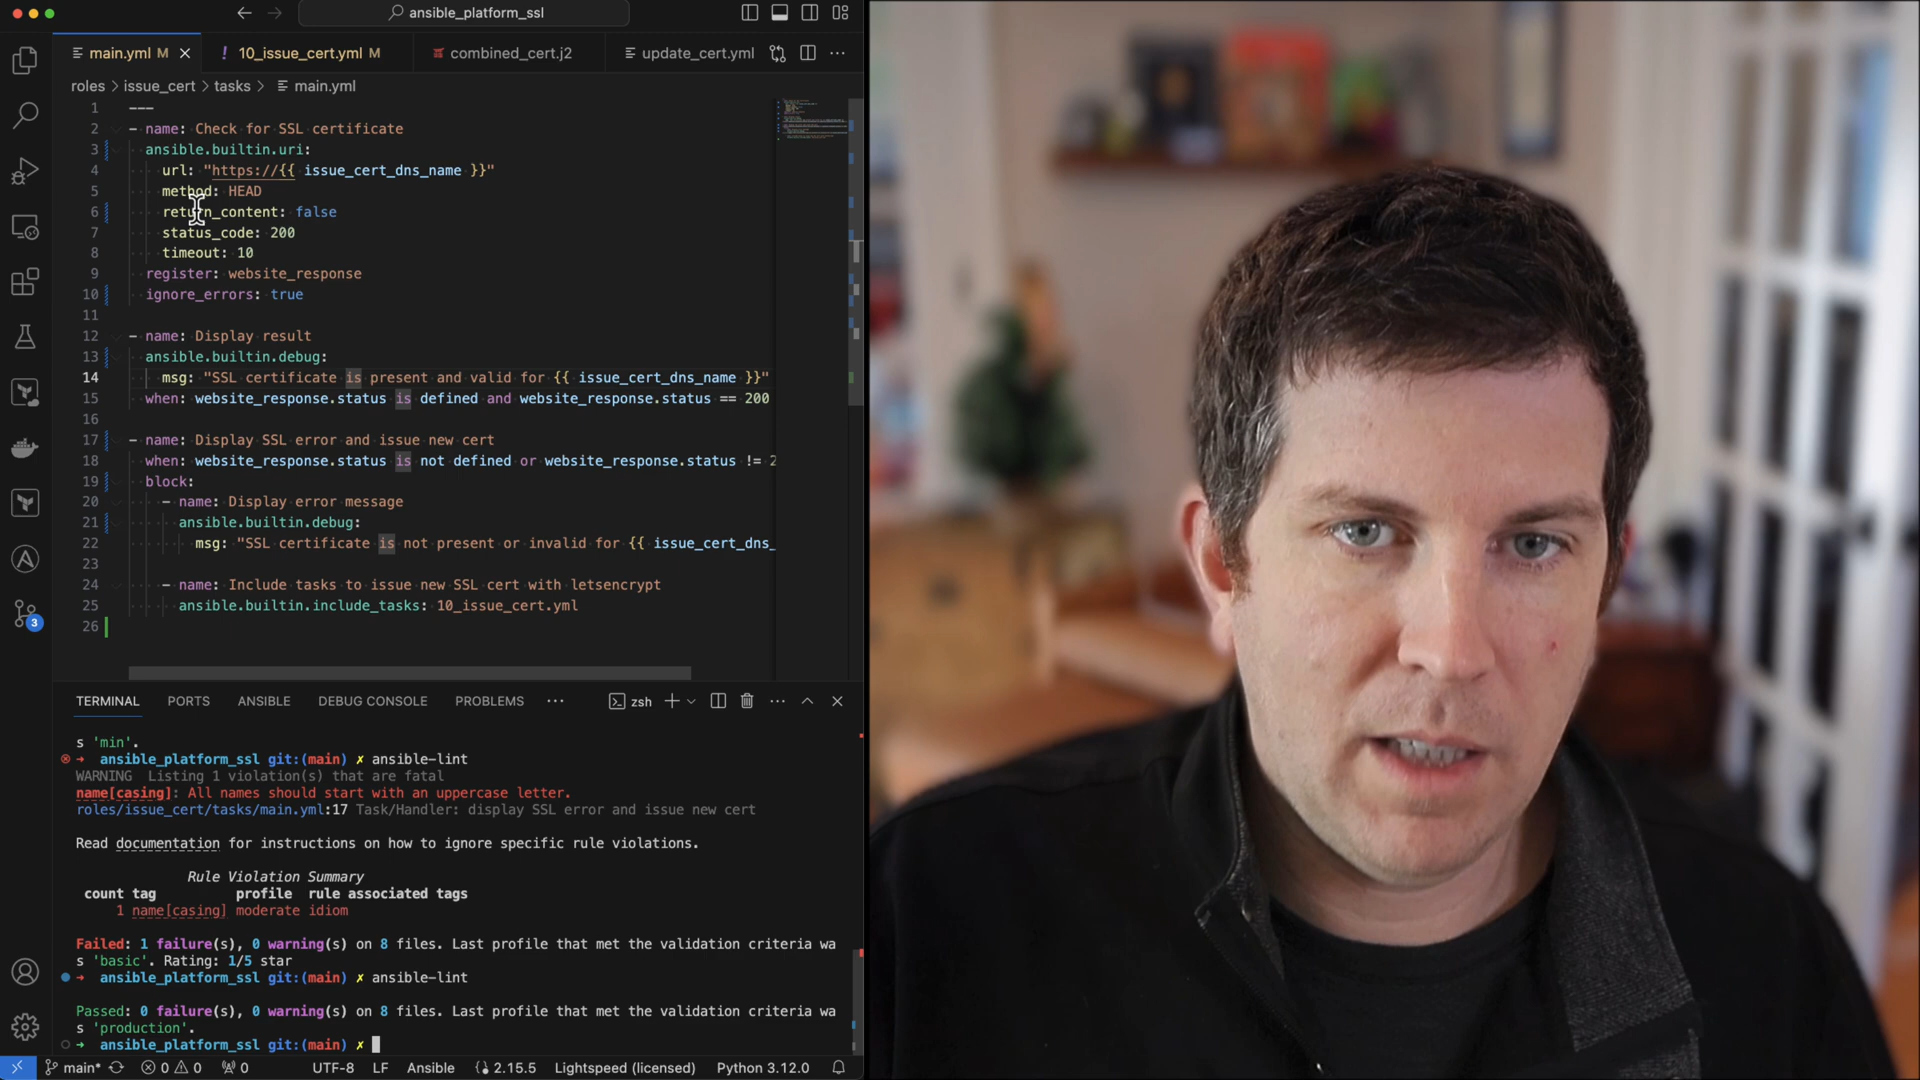 ansible_platform_ssl
main.yml M
10_issue_cert.yml M
combined_cert.j2
update_cert.yml
roles > issue_cert > tasks > main.yml
1 ---
2 - name: Check for SSL certificate
3 ansible.builtin.uri:
4 url: "https://{{ issue_cert_dns_name }}"
5 method: HEAD
6 return_content: false
7 status_code: 200
8 timeout: 10
9 register: website_response
10 ignore_errors: true
11
12 - name: Display result
13 ansible.builtin.debug:
14 msg: "SSL certificate is present and valid for {{ issue_cert_dns_name }}"
15 when: website_response.status is defined and website_response.status == 200
16
17 - name: Display SSL error and issue new cert
18 when: website_response.status is not defined or website_response.status != 2
19 block:
20 - name: Display error message
21 ansible.builtin.debug:
22 msg: "SSL certificate is not present or invalid for {{ issue_cert_dns_
23
24 - name: Include tasks to issue new SSL cert with letsencrypt
25 ansible.builtin.include_tasks: 10_issue_cert.yml
26
3
TERMINAL PORTS ANSIBLE DEBUG CONSOLE PROBLEMS ··· zsh
s 'min'.
ansible_platform_ssl git:(main) ✗ ansible-lint
WARNING Listing 1 violation(s) that are fatal
name[casing]: All names should start with an uppercase letter.
roles/issue_cert/tasks/main.yml:17 Task/Handler: display SSL error and issue new cert
Read documentation for instructions on how to ignore specific rule violations.
Rule Violation Summary
count tag profile rule associated tags
1 name[casing] moderate idiom
Failed: 1 failure(s), 0 warning(s) on 8 files. Last profile that met the validation criteria wa
s 'basic'. Rating: 1/5 star
ansible_platform_ssl git:(main) ✗ ansible-lint
Passed: 0 failure(s), 0 warning(s) on 8 files. Last profile that met the validation criteria wa
s 'production'.
ansible_platform_ssl git:(main) ✗
main* 0 0 0 UTF-8 LF Ansible 2.15.5 Lightspeed (licensed) Python 3.12.0